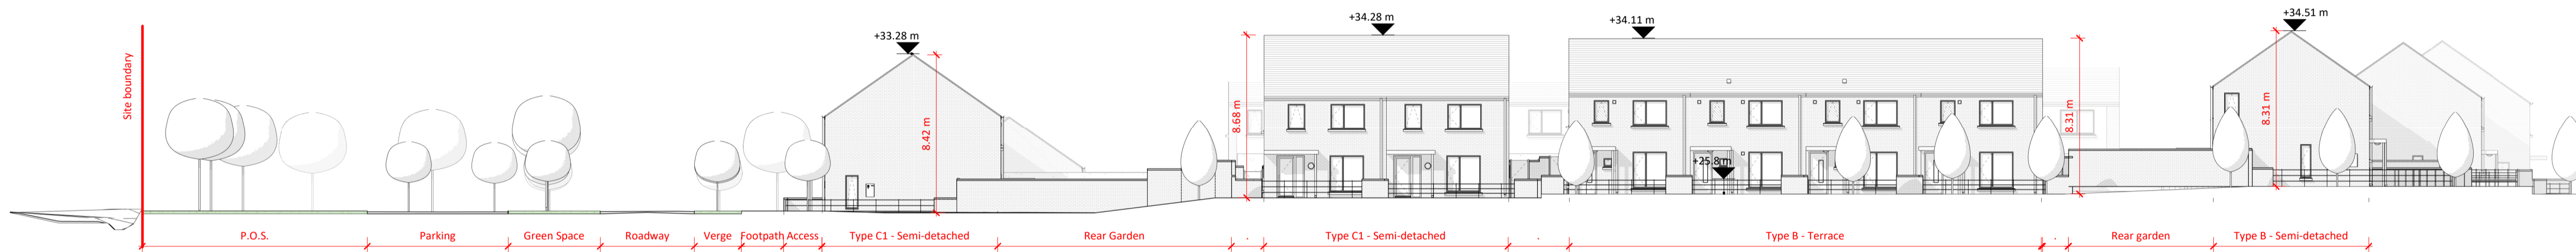 Site boundary
+33.28 m
8.42 m
+34.28 m
8.68 m
+34.11 m
+25.8 m
8.31 m
+34.51 m
8.31 m
P.O.S.
Parking
Green Space
Roadway
Verge
Footpath
Access
Type C1 - Semi-detached
Rear Garden
.
Type C1 - Semi-detached
.
Type B - Terrace
.
Rear garden
Type B - Semi-detached